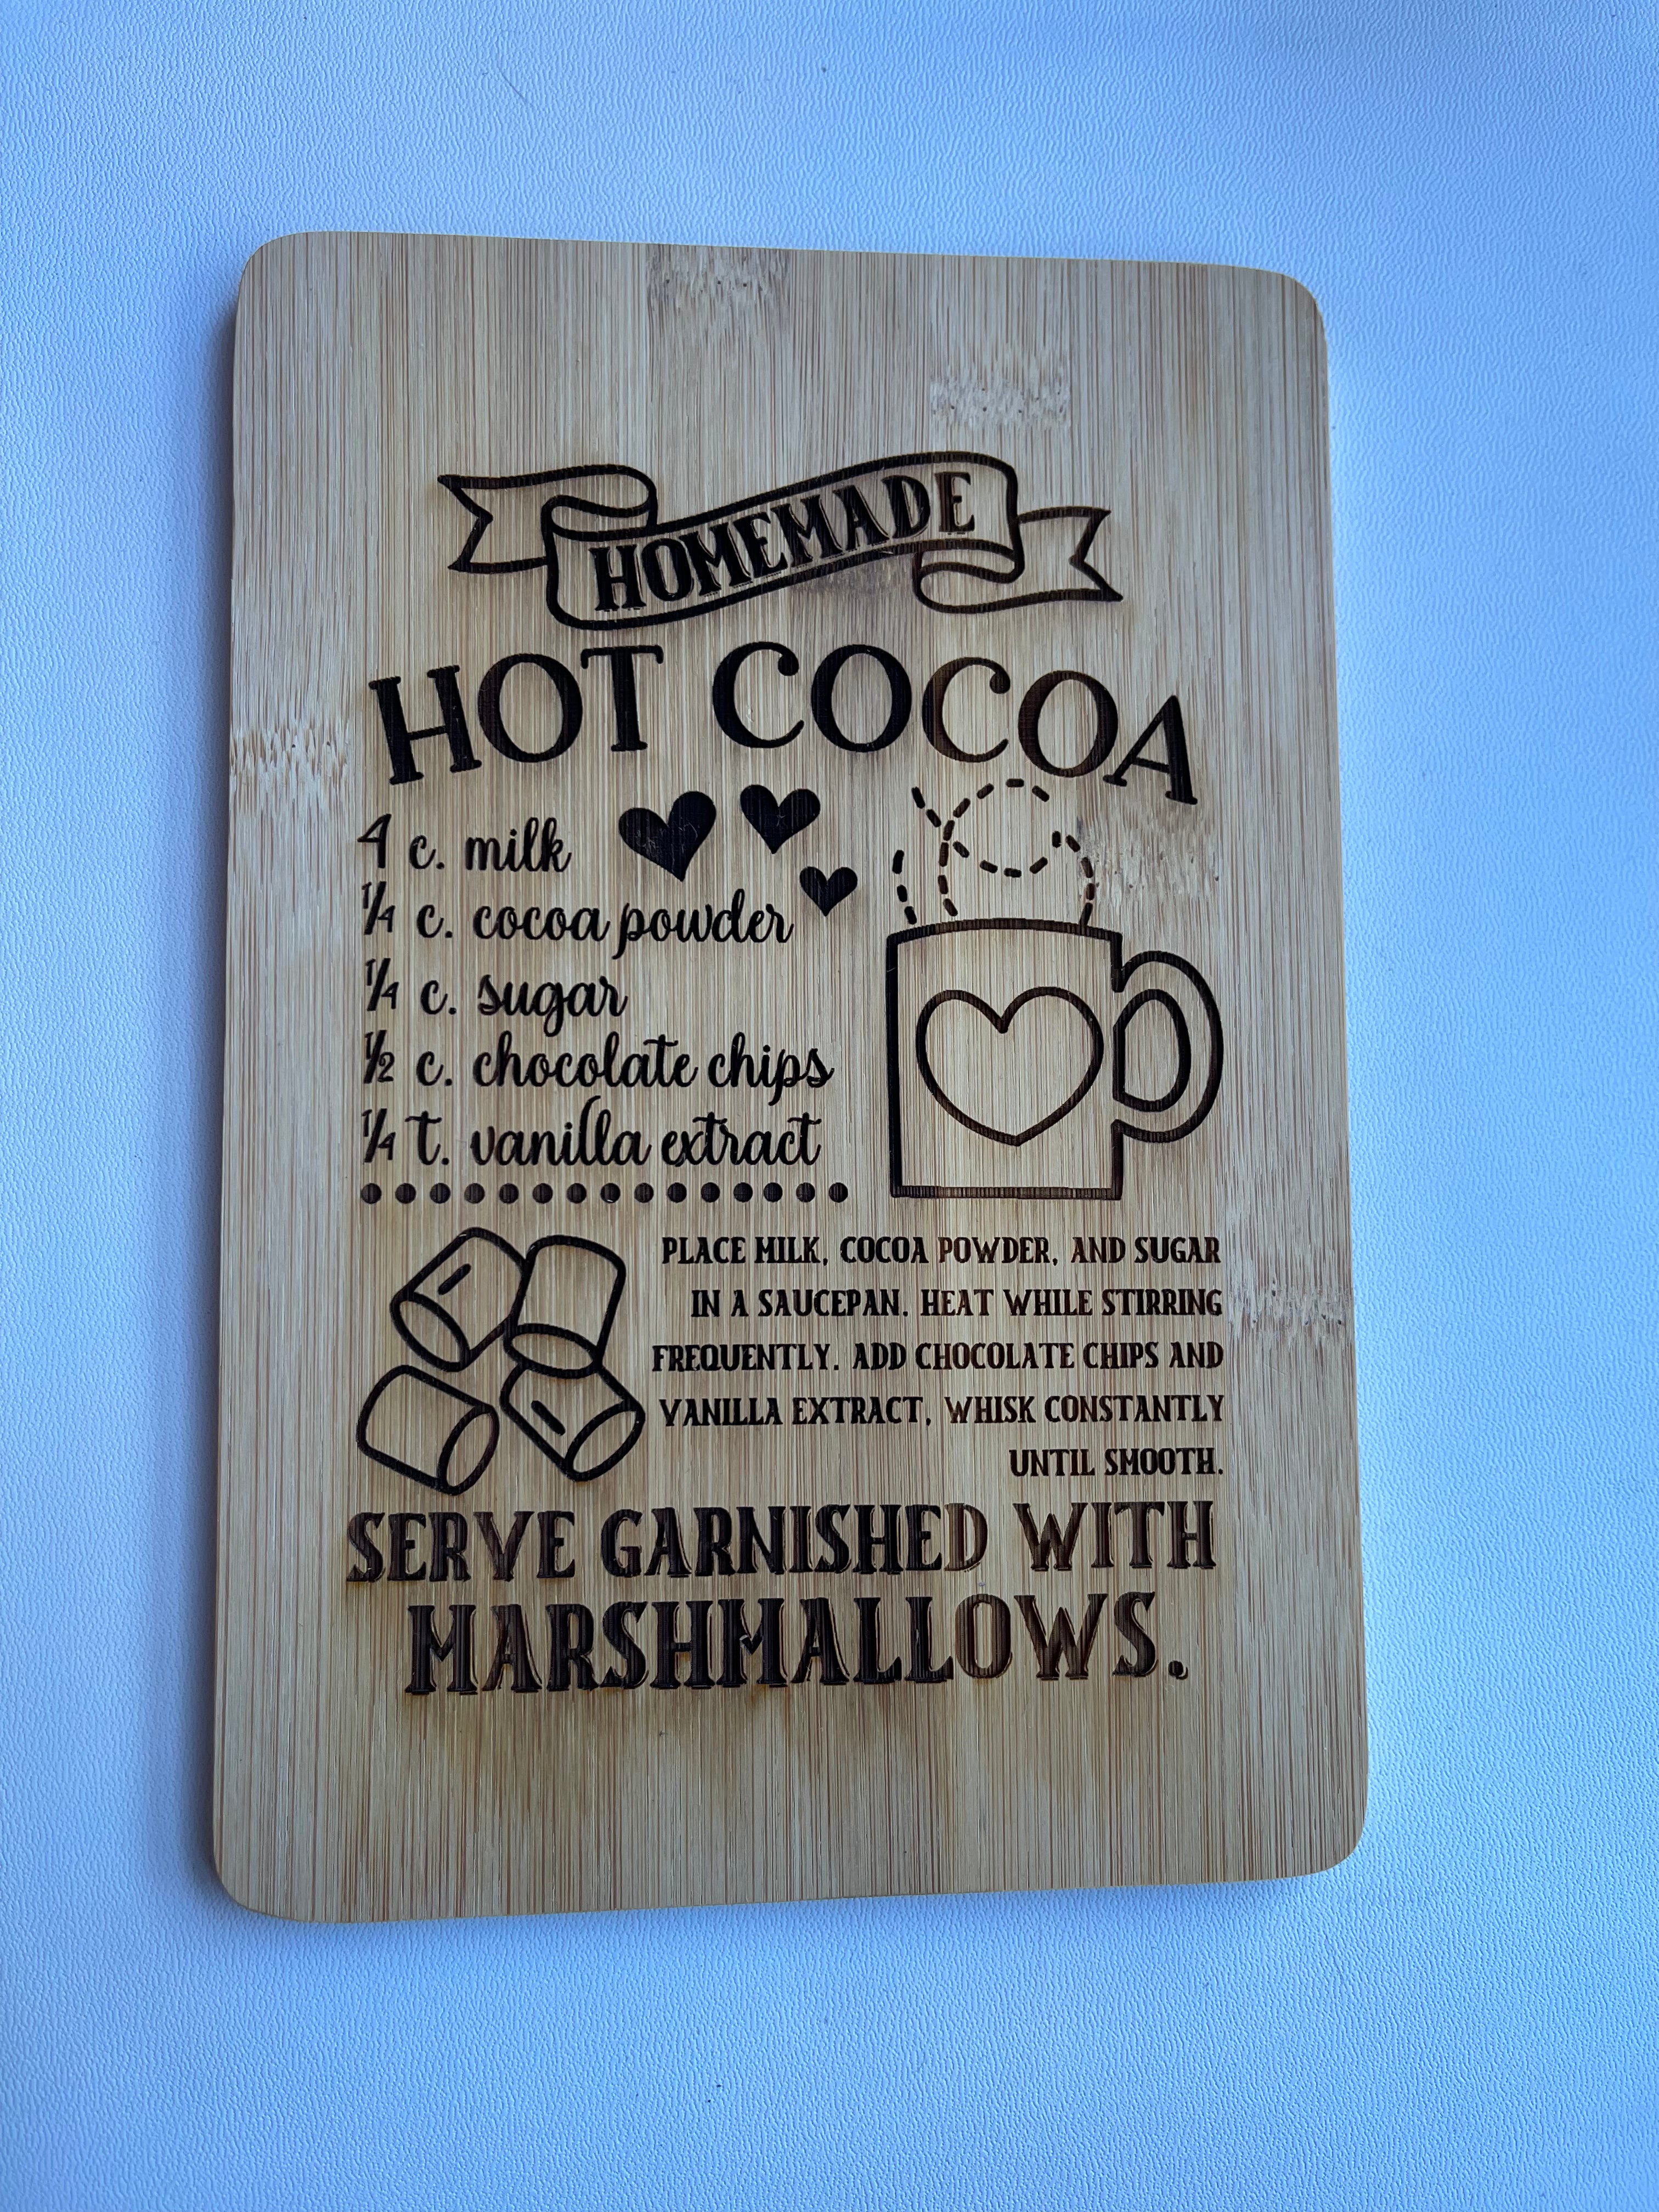 HOMEMADE
HOT COCOA
4 c. milk
1/4 c. cocoa powder
1/4 c. sugar
1/2 c. chocolate chips
1/4 t. vanilla extract
PLACE MILK, COCOA POWDER, AND SUGAR
IN A SAUCEPAN. HEAT WHILE STIRRING
FREQUENTLY. ADD CHOCOLATE CHIPS AND
VANILLA EXTRACT, WHISK CONSTANTLY
UNTIL SMOOTH.
SERVE GARNISHED WITH
MARSHMALLOWS.